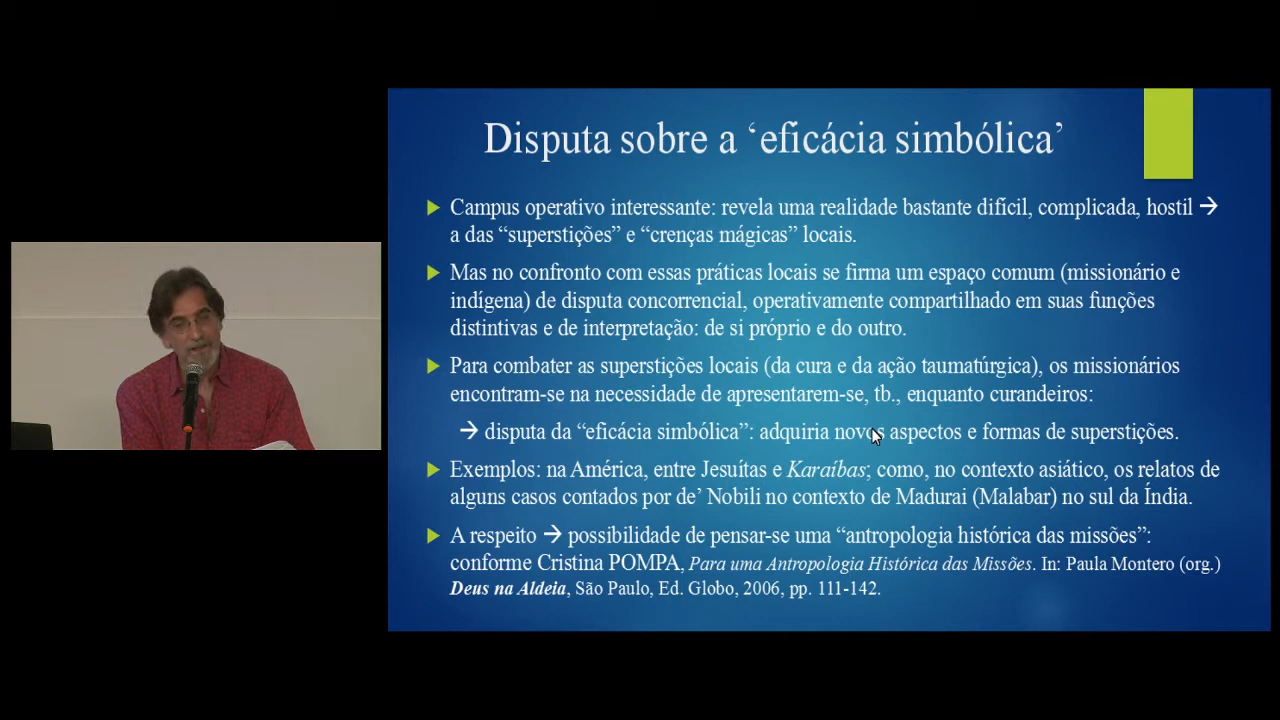 Disputa sobre a ‘eficácia simbólica’
Campus operativo interessante: revela uma realidade bastante difícil, complicada, hostil →
a das “superstições” e “crenças mágicas” locais.
Mas no confronto com essas práticas locais se firma um espaço comum (missionário e
indígena) de disputa concorrencial, operativamente compartilhado em suas funções
distintivas e de interpretação: de si próprio e do outro.
Para combater as superstições locais (da cura e da ação taumatúrgica), os missionários
encontram-se na necessidade de apresentarem-se, tb., enquanto curandeiros:
→ disputa da “eficácia simbólica”: adquiria novos aspectos e formas de superstições.
Exemplos: na América, entre Jesuítas e Karaíbas; como, no contexto asiático, os relatos de
alguns casos contados por de’ Nobili no contexto de Madurai (Malabar) no sul da Índia.
A respeito → possibilidade de pensar-se uma “antropologia histórica das missões”:
conforme Cristina POMPA, Para uma Antropologia Histórica das Missões. In: Paula Montero (org.)
Deus na Aldeia, São Paulo, Ed. Globo, 2006, pp. 111-142.